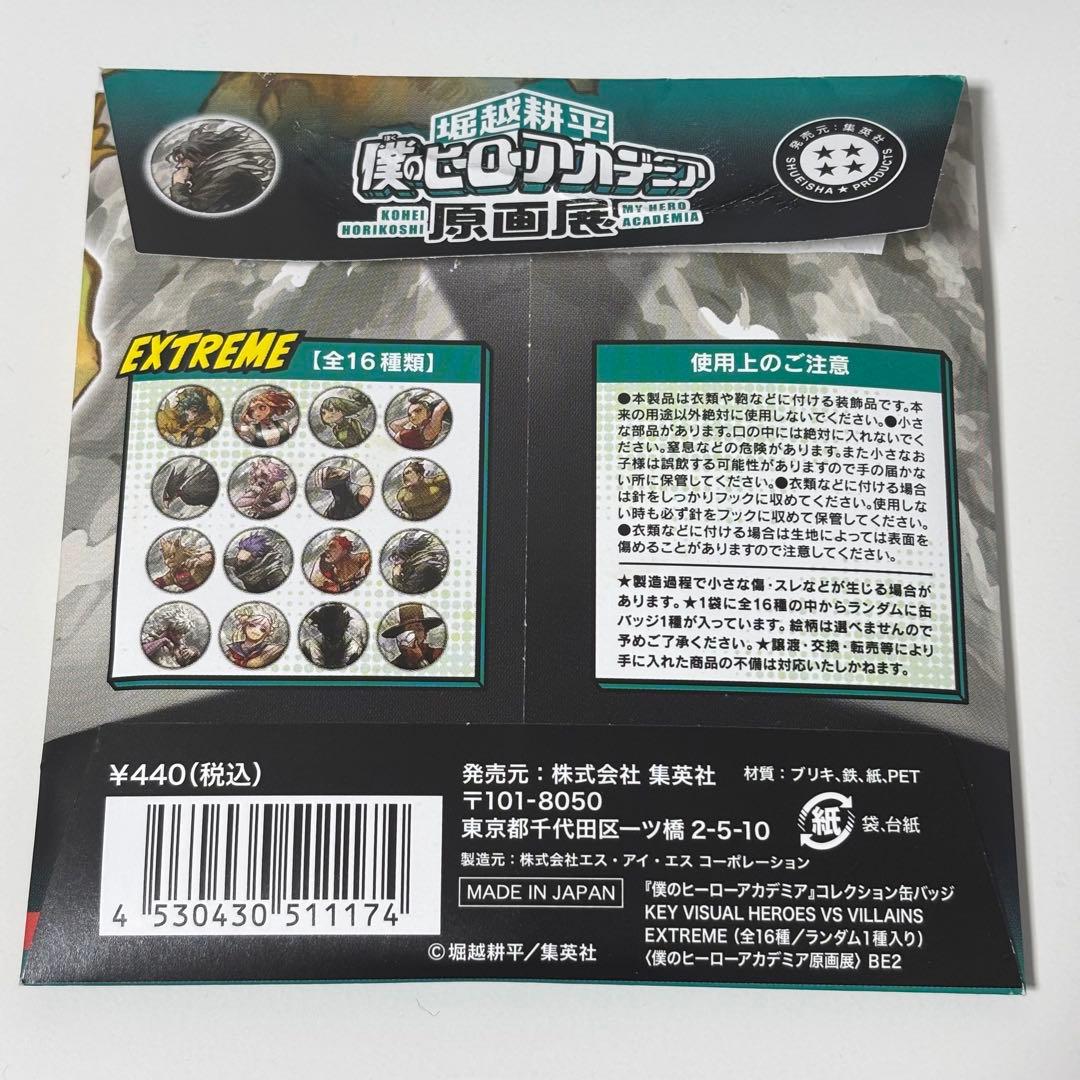 堀越耕平
ぼく
僕のヒーローアカデミア
KOHEI HORIKOSHI
原画展
MY HERO ACADEMIA
発売元：集英社
SHUEISHA ★ PRODUCTS
EXTREME
【全16種類】
使用上のご注意
●本製品は衣類や鞄などに付ける装飾品です。本
来の用途以外絶対に使用しないでください。●小さ
な部品があります。口の中には絶対に入れないでく
ださい。窒息などの危険があります。また小さなお
子様は誤飲する可能性がありますので手の届かな
い所に保管してください。●衣類などに付ける場合
は針をしっかりフックに収めてください。使用しな
い時も必ず針をフックに収めて保管してください。
●衣類などに付ける場合は生地によっては表面を
傷めることがありますので注意してください。
★製造過程で小さな傷・スレなどが生じる場合が
あります。★1袋に全16種の中からランダムに缶
バッジ1種が入っています。絵柄は選べませんので
予めご了承ください。★譲渡・交換・転売等により
手に入れた商品の不備は対応いたしかねます。
¥440(税込)
4 530430 511174
発売元：株式会社 集英社
〒101-8050
東京都千代田区一ツ橋 2-5-10
材質：ブリキ、鉄、紙、PET
紙
袋、台紙
製造元：株式会社エス・アイ・エス コーポレーション
MADE IN JAPAN
『僕のヒーローアカデミア』コレクション缶バッジ
KEY VISUAL HEROES VS VILLAINS
EXTREME（全16種／ランダム1種入り）
〈僕のヒーローアカデミア原画展〉BE2
©堀越耕平／集英社